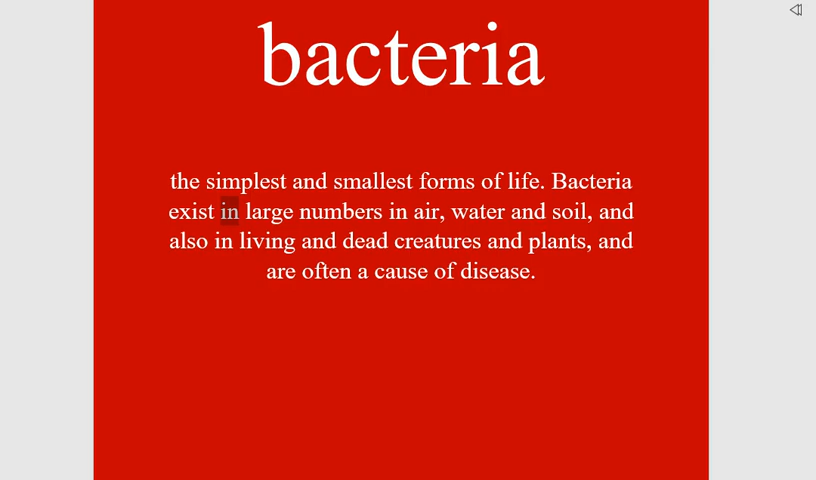 bacteria
the simplest and smallest forms of life. Bacteria
exist in large numbers in air, water and soil, and
also in living and dead creatures and plants, and
are often a cause of disease.